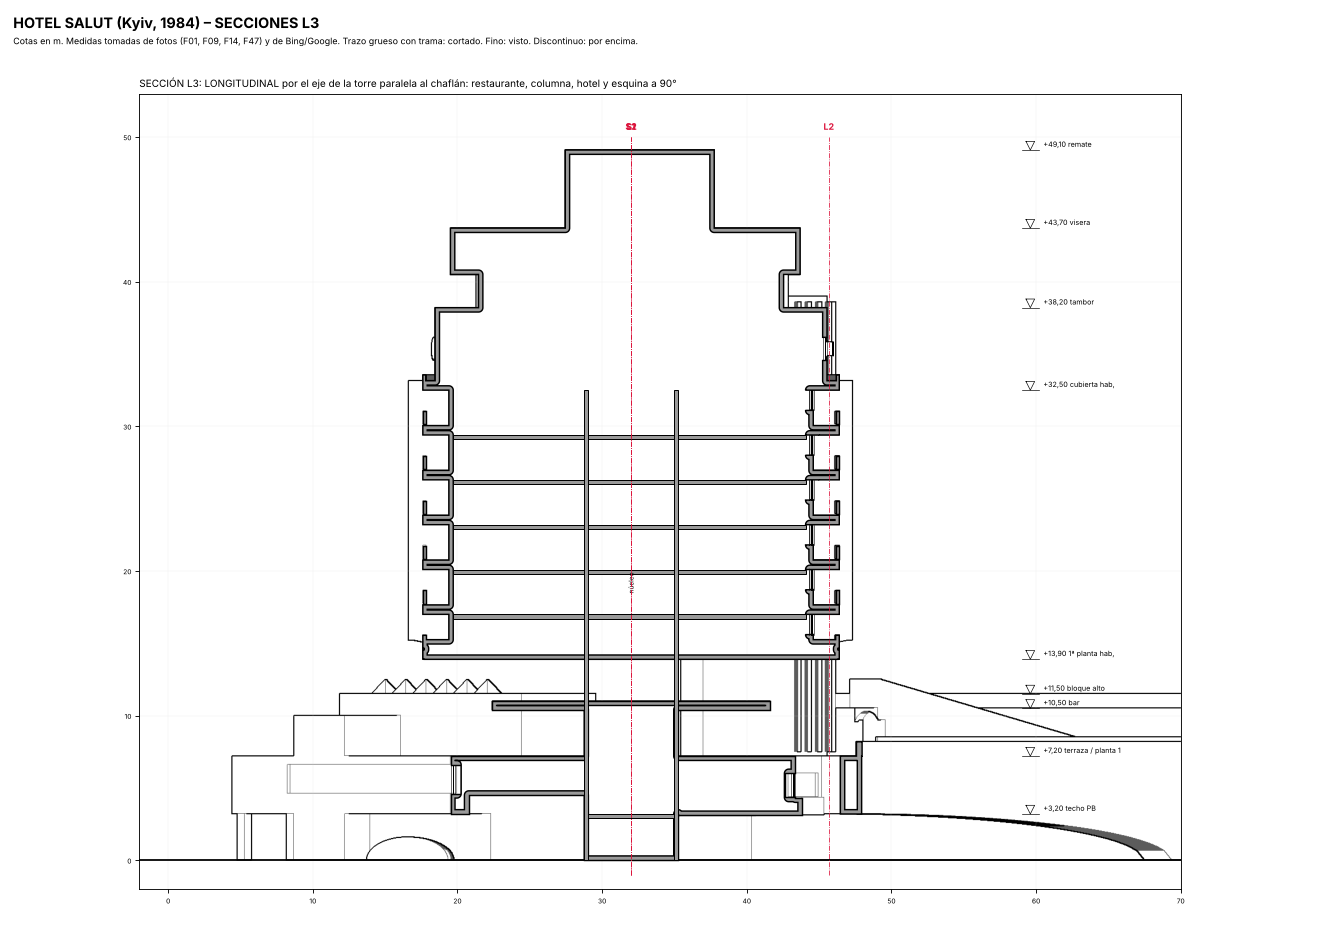 HOTEL SALUT (Kyiv, 1984) – SECCIONES L3
Cotas en m. Medidas tomadas de fotos (F01, F09, F14, F47) y de Bing/Google. Trazo grueso con trama: cortado. Fino: visto. Discontinuo: por encima.
SECCIÓN L3: LONGITUDINAL por el eje de la torre paralela al chaflán: restaurante, columna, hotel y esquina a 90°
L2
50
+49,10 remate
+43,70 visera
40
+38,20 tambor
+32,50 cubierta hab,
30
20
núcleo
+13,90 1ª planta hab,
+11,50 bloque alto
+10,50 bar
10
+7,20 terraza / planta 1
+3,20 techo PB
0
0 10 20 30 40 50 60 70